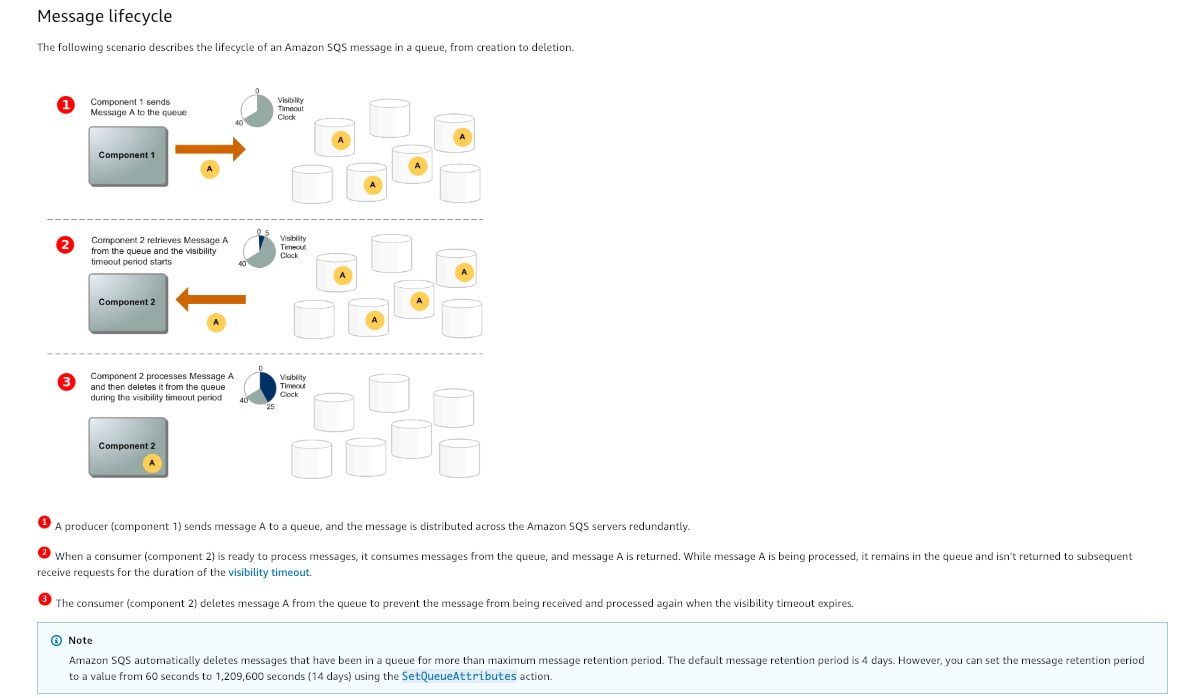 Message lifecycle
The following scenario describes the lifecycle of an Amazon SQS message in a queue, from creation to deletion.
1
Component 1 sends
Message A to the queue
0
40
Visibility
Timeout
Clock
Component 1
A
A
A
A
A
2
Component 2 retrieves Message A
from the queue and the visibility
timeout period starts
0 5
40
Visibility
Timeout
Clock
Component 2
A
A
A
A
A
3
Component 2 processes Message A
and then deletes it from the queue
during the visibility timeout period
0
40
25
Visibility
Timeout
Clock
Component 2
A
1 A producer (component 1) sends message A to a queue, and the message is distributed across the Amazon SQS servers redundantly.
2 When a consumer (component 2) is ready to process messages, it consumes messages from the queue, and message A is returned. While message A is being processed, it remains in the queue and isn't returned to subsequent
receive requests for the duration of the visibility timeout.
3 The consumer (component 2) deletes message A from the queue to prevent the message from being received and processed again when the visibility timeout expires.
Note
Amazon SQS automatically deletes messages that have been in a queue for more than maximum message retention period. The default message retention period is 4 days. However, you can set the message retention period
to a value from 60 seconds to 1,209,600 seconds (14 days) using the SetQueueAttributes action.